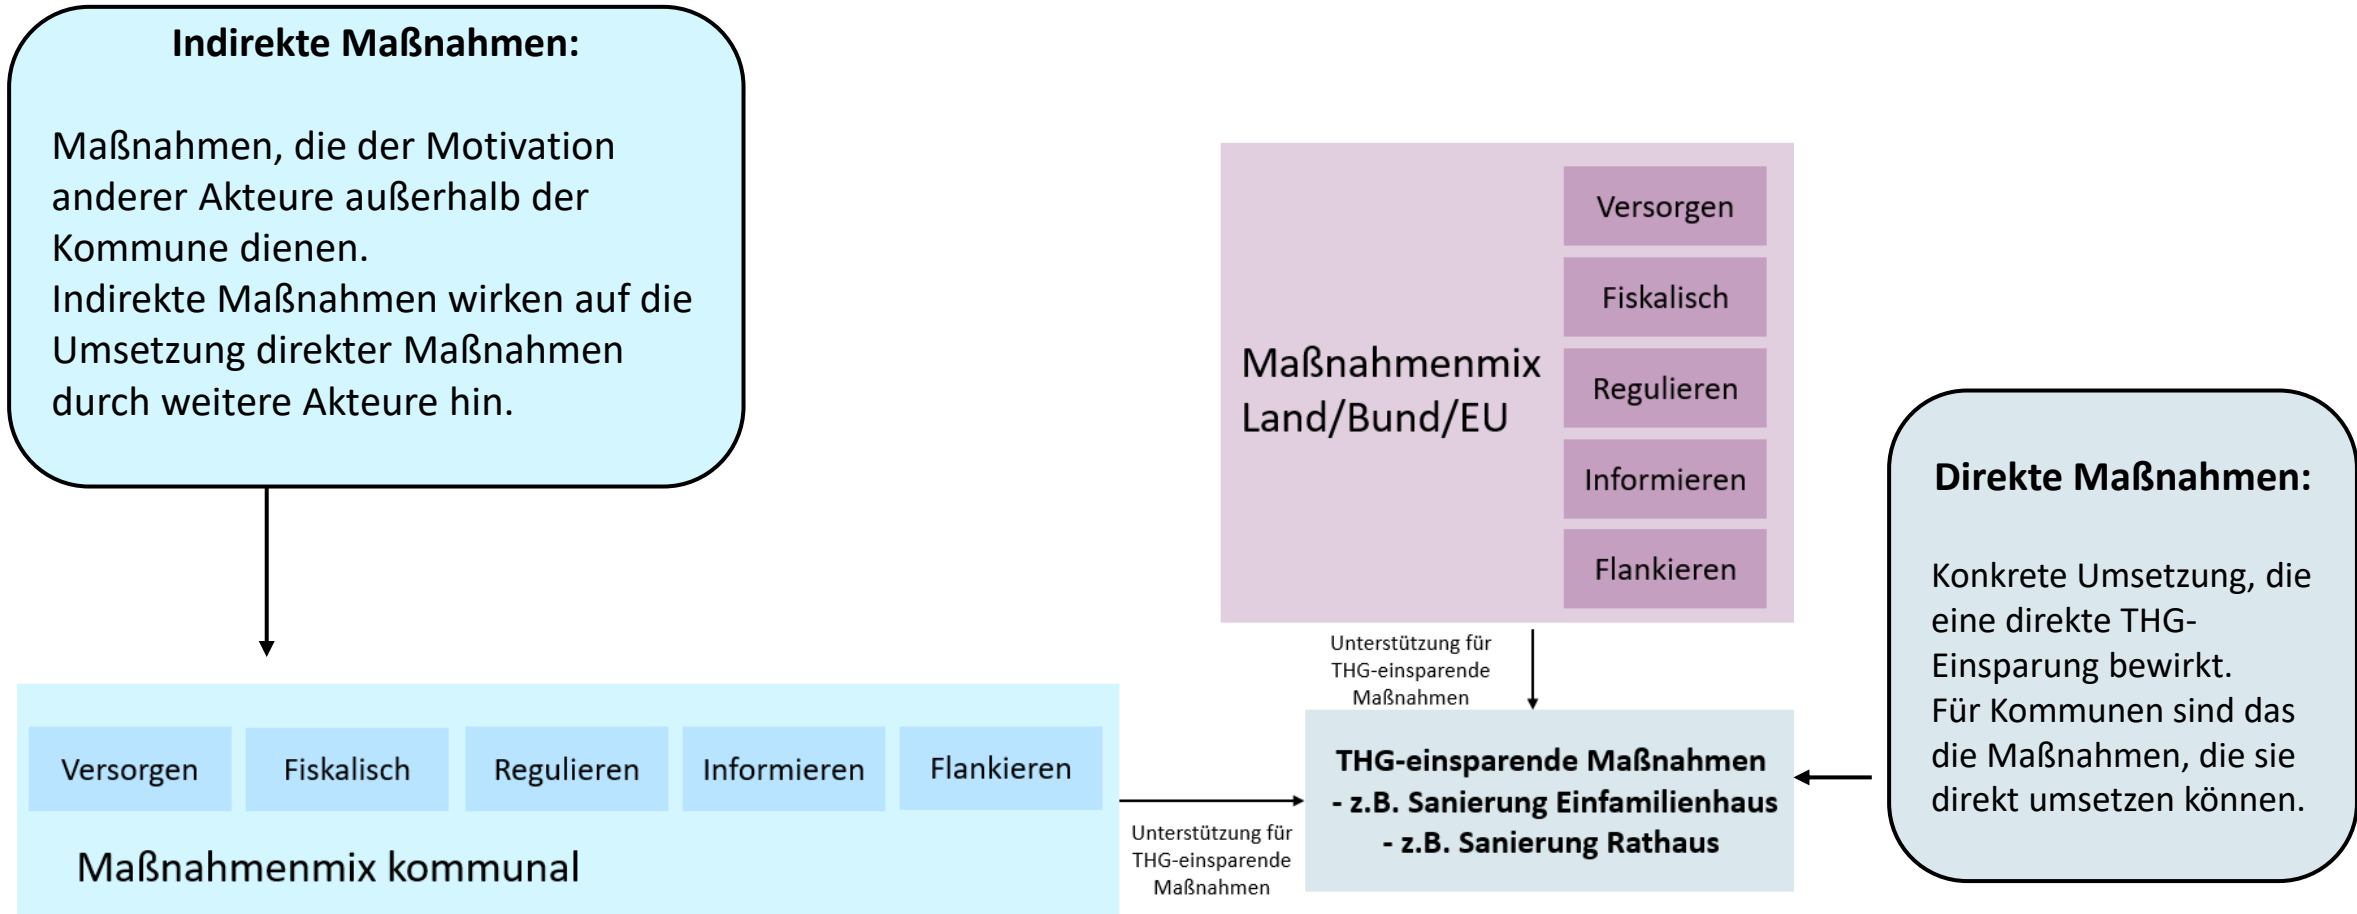 Indirekte Maßnahmen:
Maßnahmen, die der Motivation
anderer Akteure außerhalb der
Kommune dienen.
Indirekte Maßnahmen wirken auf die
Umsetzung direkter Maßnahmen
durch weitere Akteure hin.
Maßnahmenmix
Land/Bund/EU
Versorgen
Fiskalisch
Regulieren
Informieren
Flankieren
Unterstützung für
THG-einsparende
Maßnahmen
Direkte Maßnahmen:
Konkrete Umsetzung, die
eine direkte THG-
Einsparung bewirkt.
Für Kommunen sind das
die Maßnahmen, die sie
direkt umsetzen können.
Versorgen
Fiskalisch
Regulieren
Informieren
Flankieren
Maßnahmenmix kommunal
Unterstützung für
THG-einsparende
Maßnahmen
THG-einsparende Maßnahmen
- z.B. Sanierung Einfamilienhaus
- z.B. Sanierung Rathaus